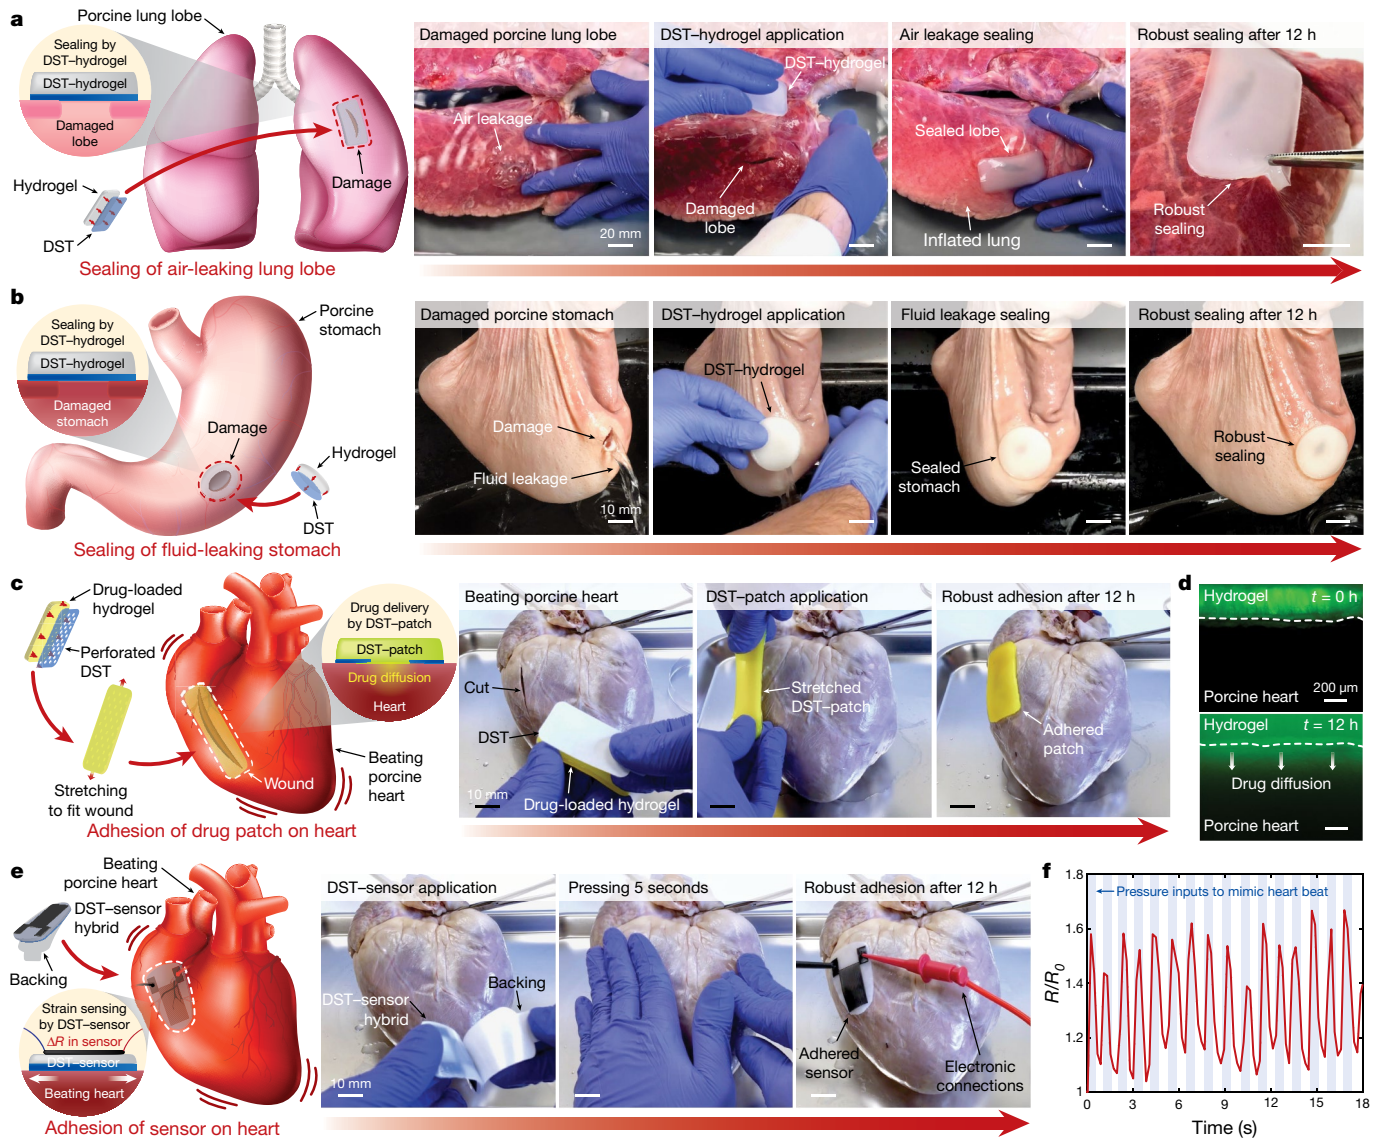 a
Porcine lung lobe
Sealing by
DST–hydrogel
DST–hydrogel
Damaged
lobe
Hydrogel
DST
Damage
Sealing of air-leaking lung lobe
Damaged porcine lung lobe
Air leakage
20 mm
DST–hydrogel application
DST–hydrogel
Damaged
lobe
Air leakage sealing
Sealed lobe
Inflated lung
Robust sealing after 12 h
Robust
sealing
b
Sealing by
DST–hydrogel
DST–hydrogel
Damaged
stomach
Porcine
stomach
Damage
Hydrogel
DST
Sealing of fluid-leaking stomach
Damaged porcine stomach
Damage
Fluid leakage
10 mm
DST–hydrogel application
DST–hydrogel
Fluid leakage sealing
Sealed
stomach
Robust sealing after 12 h
Robust
sealing
c
Drug-loaded
hydrogel
Perforated
DST
Stretching
to fit wound
Drug delivery
by DST–patch
DST–patch
Drug diffusion
Heart
Wound
Beating
porcine
heart
Adhesion of drug patch on heart
Beating porcine heart
Cut
DST
10 mm
Drug-loaded hydrogel
DST–patch application
Stretched
DST–patch
Robust adhesion after 12 h
Adhered
patch
d
Hydrogel
t = 0 h
200 μm
Porcine heart
Hydrogel
t = 12 h
Drug diffusion
Porcine heart
e
Beating
porcine heart
DST–sensor
hybrid
Backing
Strain sensing
by DST–sensor
ΔR in sensor
DST–sensor
Beating heart
Adhesion of sensor on heart
DST–sensor application
DST–sensor
hybrid
Backing
10 mm
Pressing 5 seconds
Robust adhesion after 12 h
Adhered
sensor
Electronic
connections
f
Pressure inputs to mimic heart beat
R/R0
1.8
1.6
1.4
1.2
1
0 3 6 9 12 15 18
Time (s)